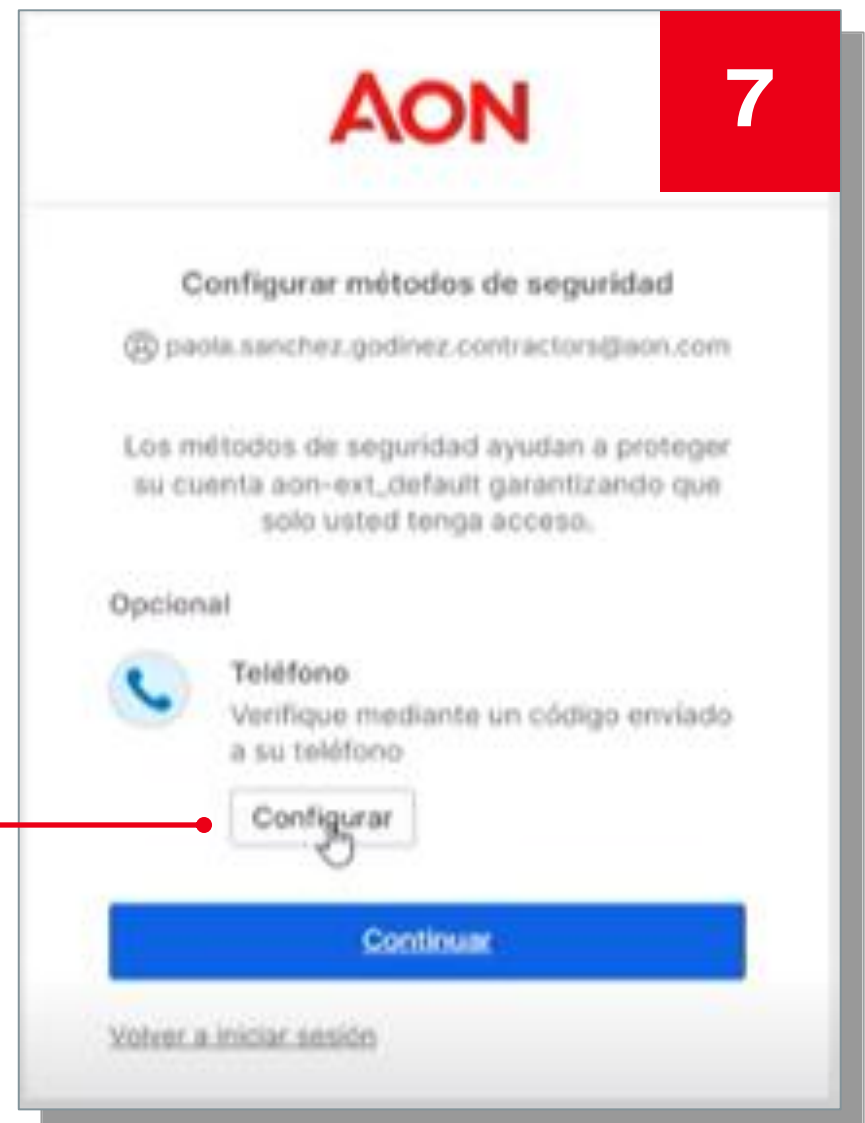 AON
7
Configurar métodos de seguridad
paola.sanchez.godinez.contractors@aon.com
Los métodos de seguridad ayudan a proteger
su cuenta aon-ext_default garantizando que
solo usted tenga acceso.
Opcional
Teléfono
Verifique mediante un código enviado
a su teléfono
Configurar
Continuar
Volver a iniciar sesión